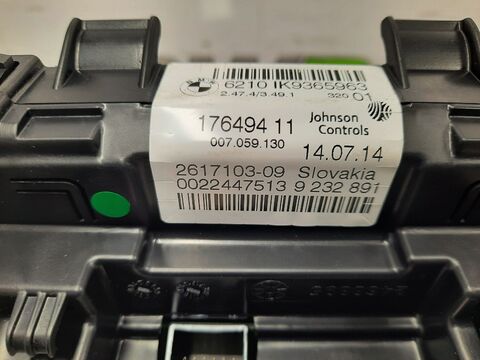 6210 IK9365963
2.47.4/3.49.1 320 01
176494 11
007.059.130
Johnson
Controls
14.07.14
2617103-09 Slovakia
0022447513 9 232 891